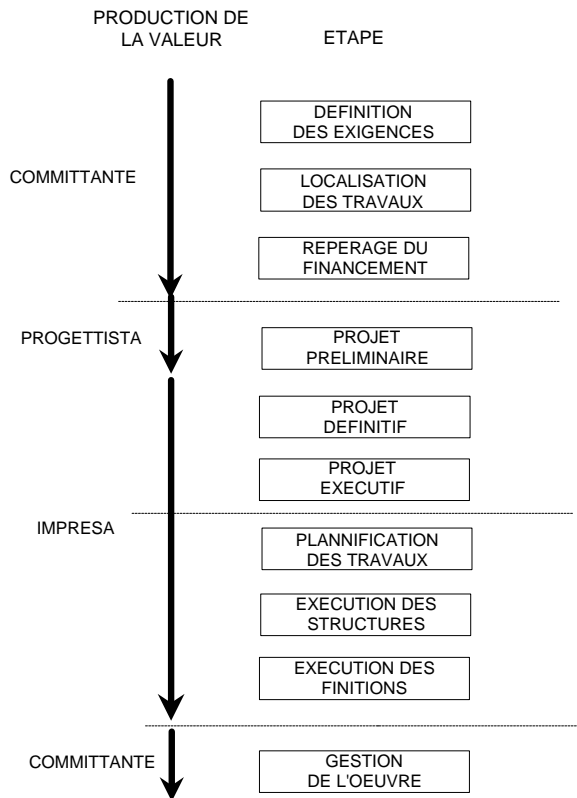 PRODUCTION DE
LA VALEUR
ETAPE
DEFINITION
DES EXIGENCES
COMMITTANTE
LOCALISATION
DES TRAVAUX
REPERAGE DU
FINANCEMENT
PROGETTISTA
PROJET
PRELIMINAIRE
PROJET
DEFINITIF
PROJET
EXECUTIF
IMPRESA
PLANNIFICATION
DES TRAVAUX
EXECUTION DES
STRUCTURES
EXECUTION DES
FINITIONS
COMMITTANTE
GESTION
DE L'OEUVRE